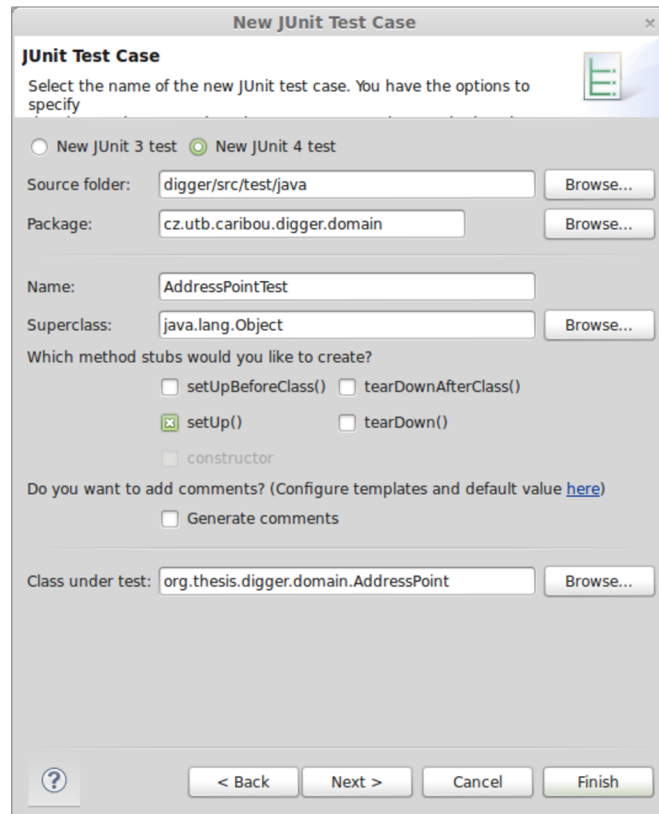 New JUnit Test Case
JUnit Test Case
Select the name of the new JUnit test case. You have the options to
specify
New JUnit 3 test New JUnit 4 test
Source folder: digger/src/test/java Browse...
Package: cz.utb.caribou.digger.domain Browse...
Name: AddressPointTest
Superclass: java.lang.Object Browse...
Which method stubs would you like to create?
setUpBeforeClass() tearDownAfterClass()
setUp() tearDown()
constructor
Do you want to add comments? (Configure templates and default value here)
Generate comments
Class under test: org.thesis.digger.domain.AddressPoint Browse...
? < Back Next > Cancel Finish